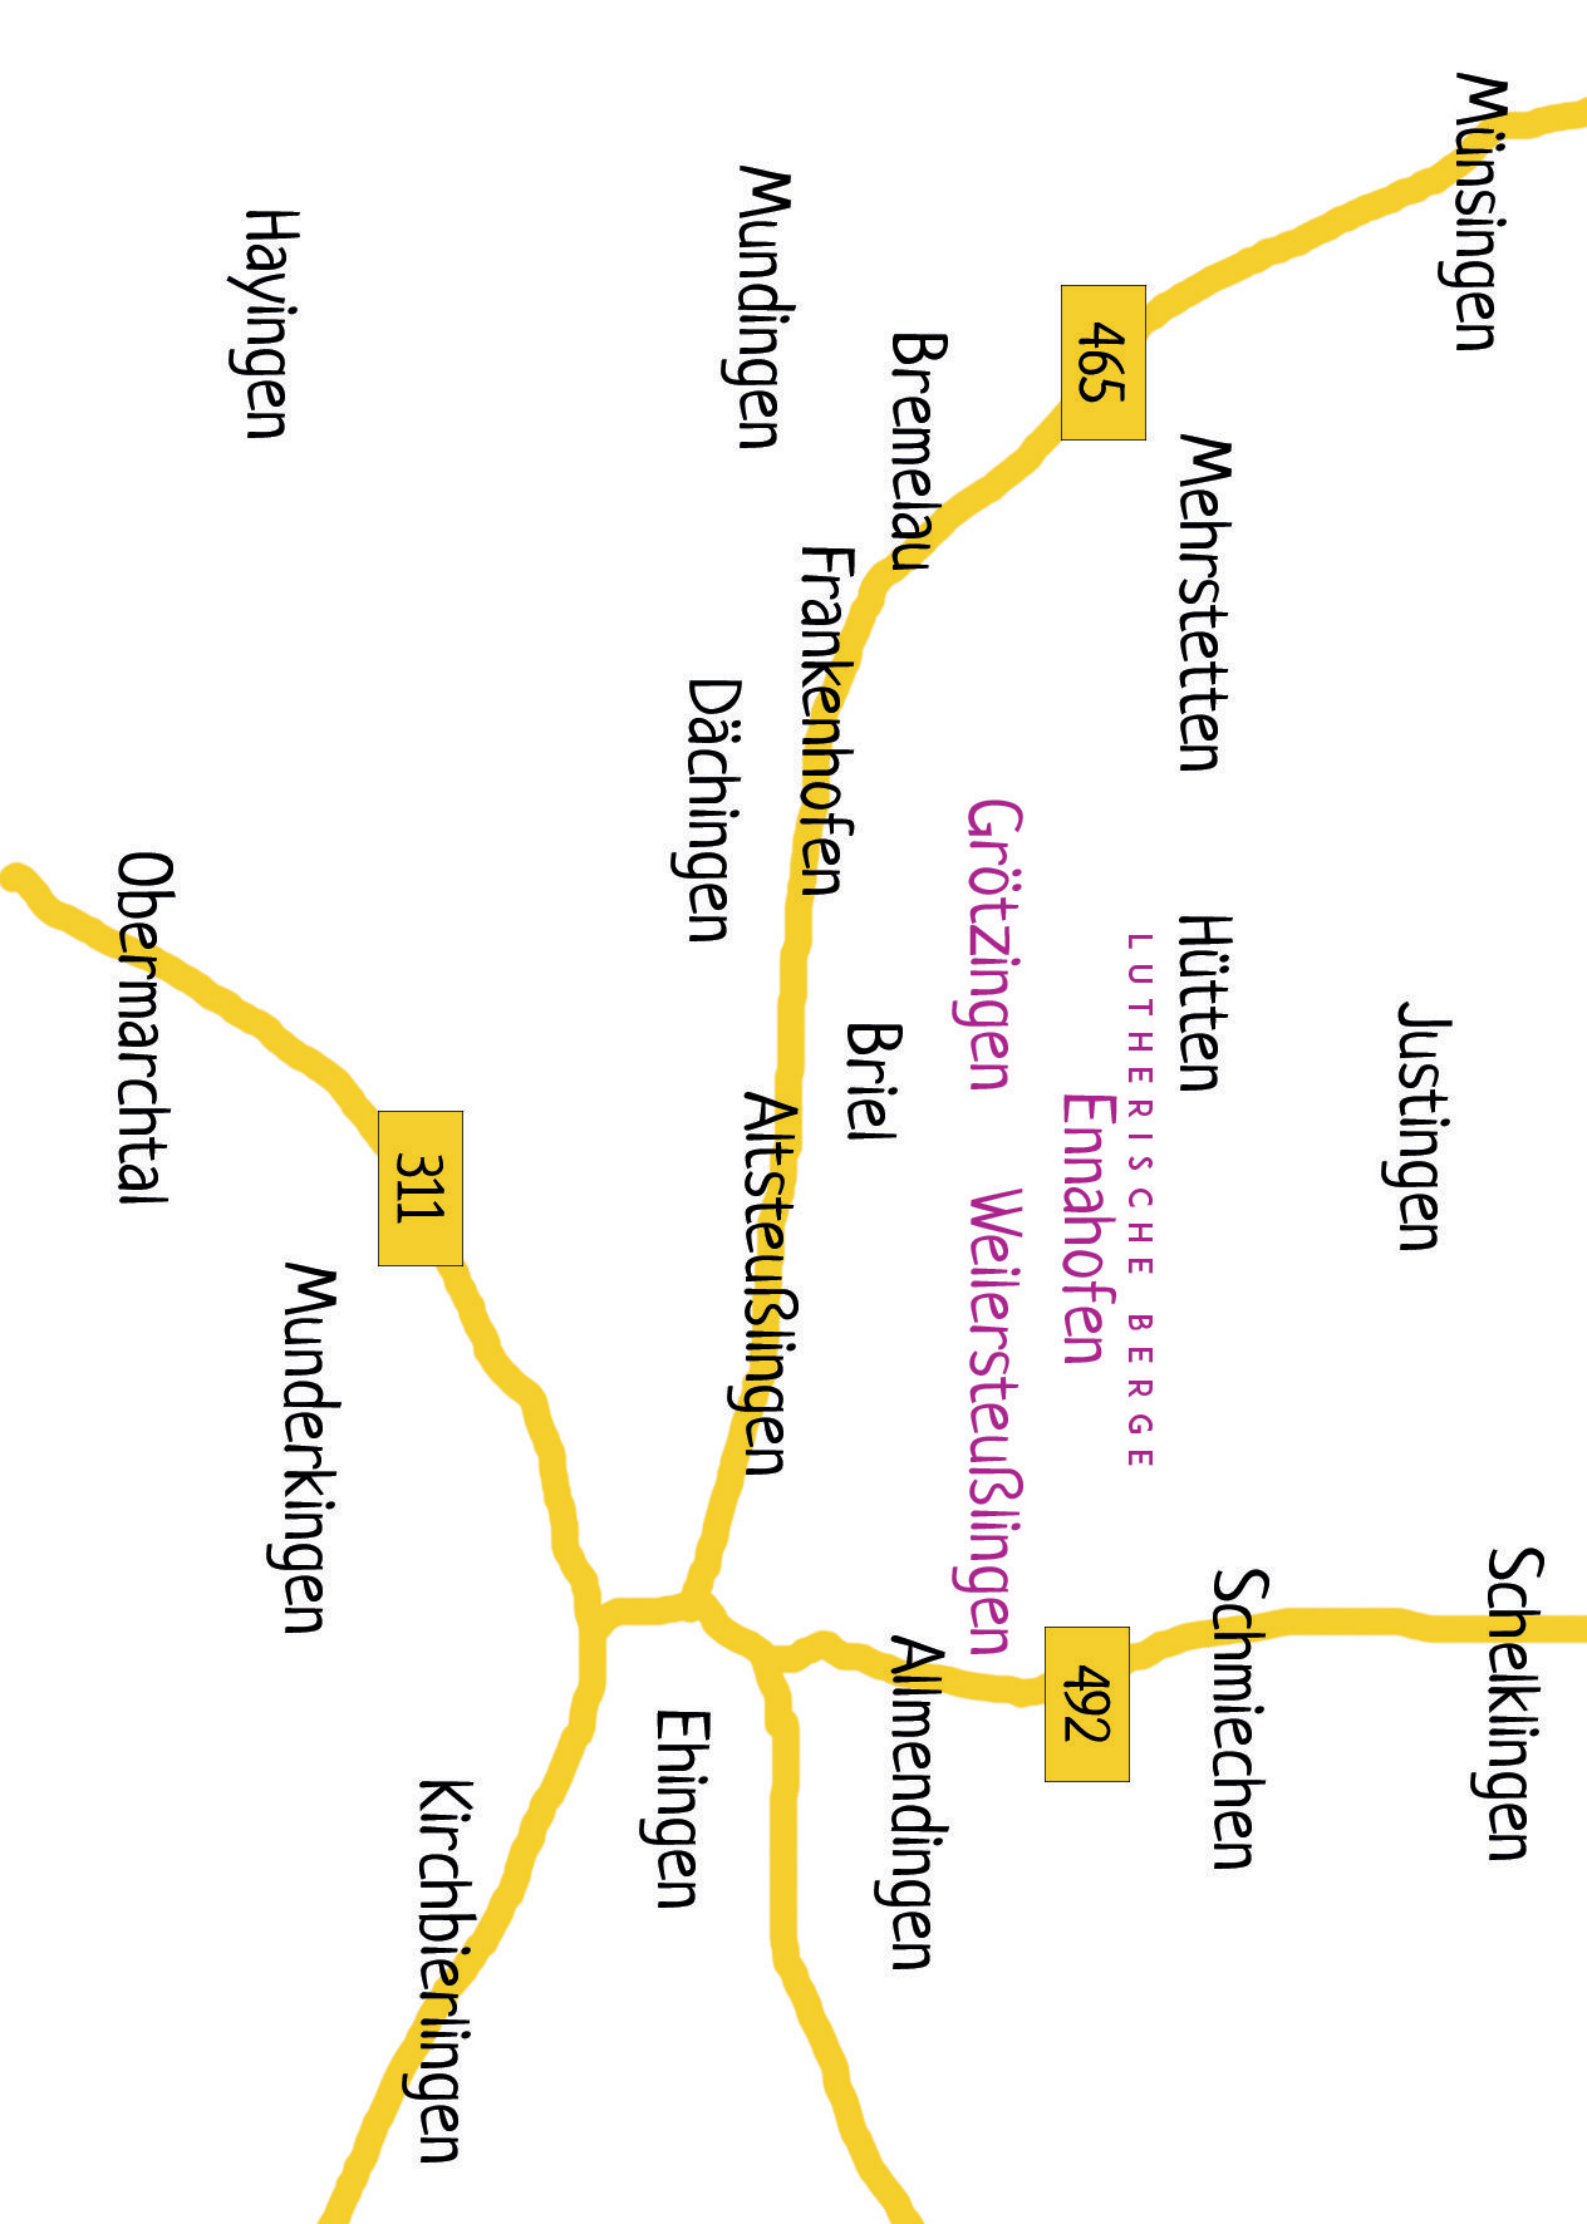 Münsingen
Schelklingen
Justingen
465
Mehrstetten
Hütten
Schmiechen
LUTHERISCHE BERGE
Ennahofen
492
Grötzingen
Weilersteußlingen
Bremelau
Allmendingen
Briel
Frankenhofen
Mundingen
Altsteußlingen
Dächingen
Ehingen
311
Kirchbierlingen
Munderkingen
Hayingen
Obermarchtal